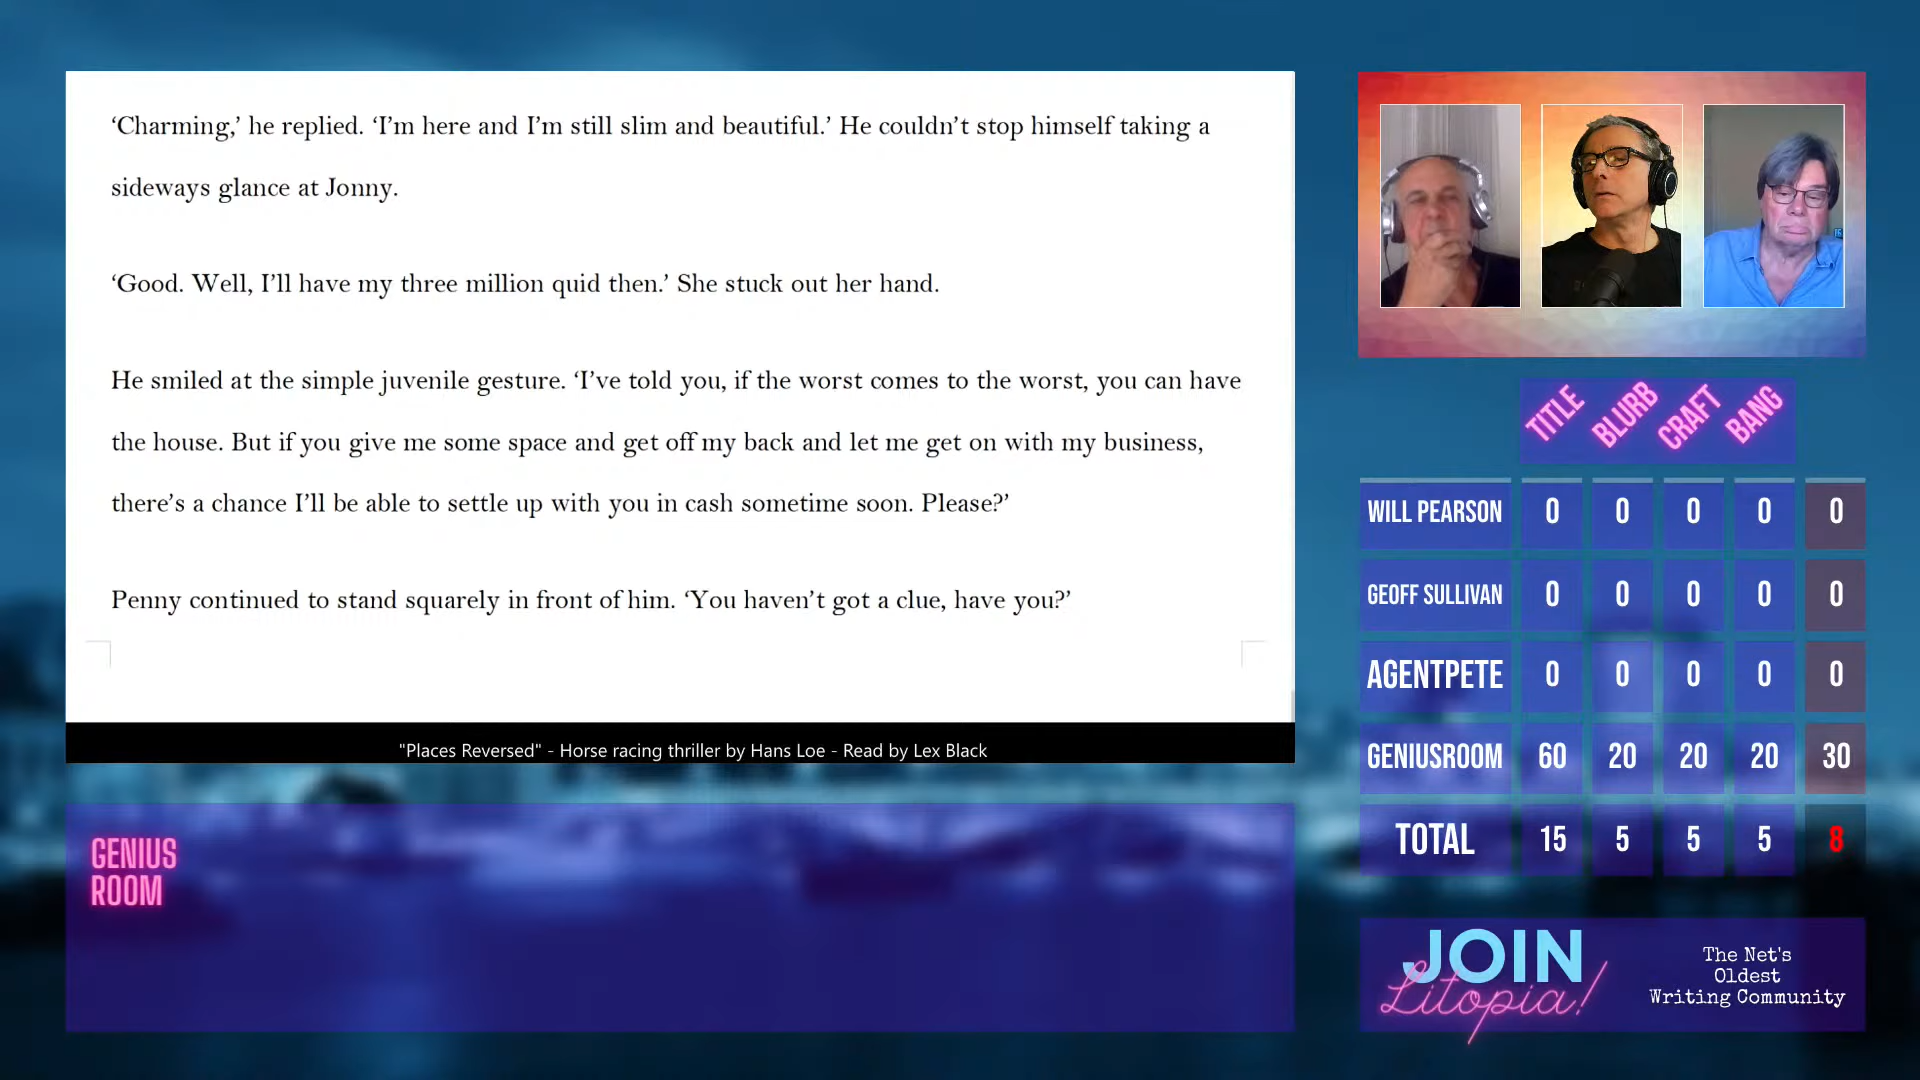 ‘Charming,’ he replied. ‘I’m here and I’m still slim and beautiful.’ He couldn’t stop himself taking a
sideways glance at Jonny.
‘Good. Well, I’ll have my three million quid then.’ She stuck out her hand.
He smiled at the simple juvenile gesture. ‘I’ve told you, if the worst comes to the worst, you can have
the house. But if you give me some space and get off my back and let me get on with my business,
there’s a chance I’ll be able to settle up with you in cash sometime soon. Please?’
Penny continued to stand squarely in front of him. ‘You haven’t got a clue, have you?’
"Places Reversed" - Horse racing thriller by Hans Loe - Read by Lex Black
GENIUS
ROOM
TITLE BLURB CRAFT BANG
WILL PEARSON 0 0 0 0 0
GEOFF SULLIVAN 0 0 0 0 0
AGENTPETE 0 0 0 0 0
GENIUSROOM 60 20 20 20 30
TOTAL 15 5 5 5 8
JOIN
Litopia!
The Net's
Oldest
Writing Community